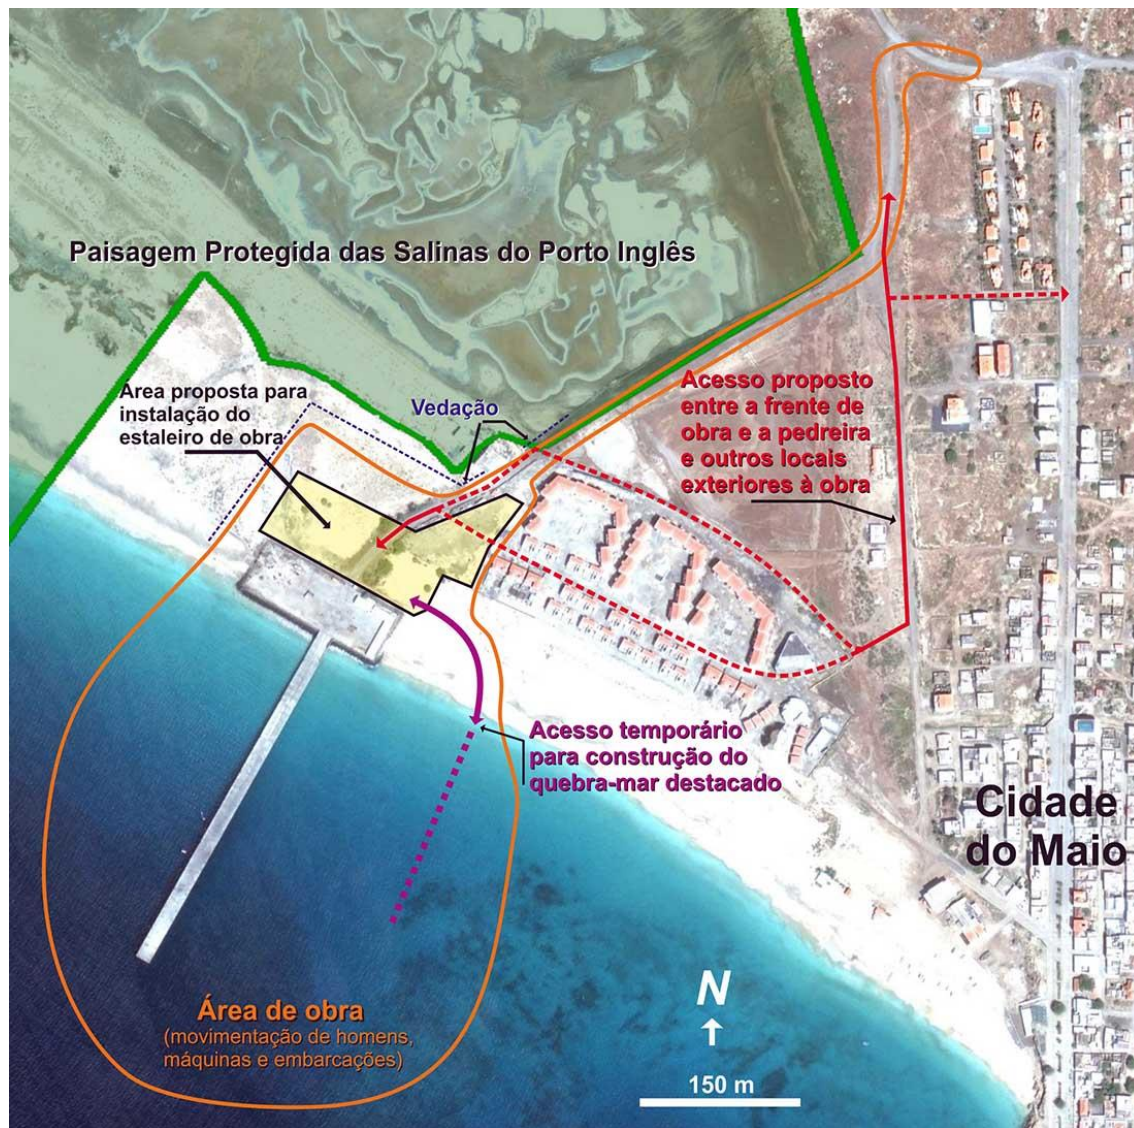 Paisagem Protegida das Salinas do Porto Inglês
Área proposta para
instalação do
estaleiro de obra
Vedação
Acesso proposto
entre a frente de
obra e a pedreira
e outros locais
exteriores à obra
Acesso temporário
para construção do
quebra-mar destacado
Cidade
do Maio
Área de obra
(movimentação de homens,
máquinas e embarcações)
N
150 m